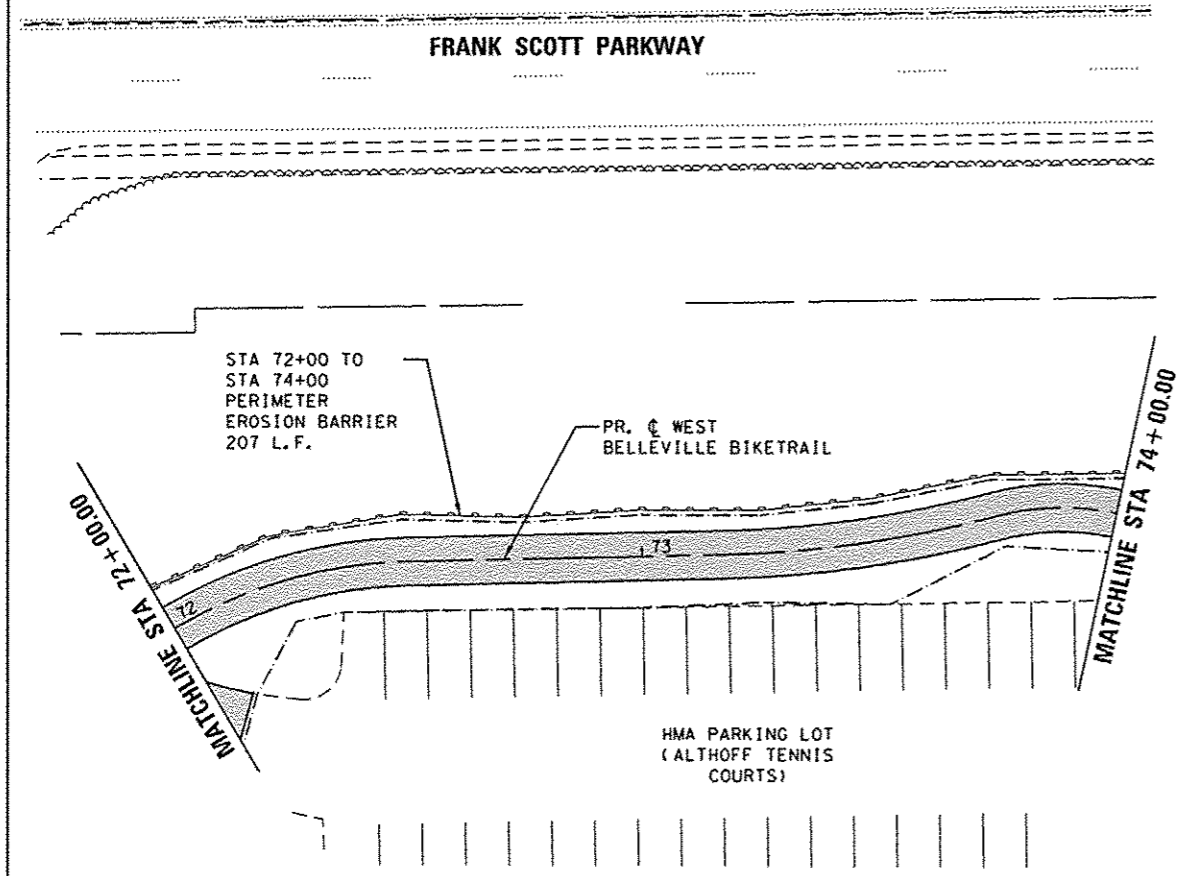 FRANK SCOTT PARKWAY
STA 72+00 TO
STA 74+00
PERIMETER
EROSION BARRIER
207 L.F.
PR. ℄ WEST
BELLEVILLE BIKETRAIL
MATCHLINE STA 72+00.00
72
73
MATCHLINE STA 74+00.00
HMA PARKING LOT
(ALTHOFF TENNIS
COURTS)